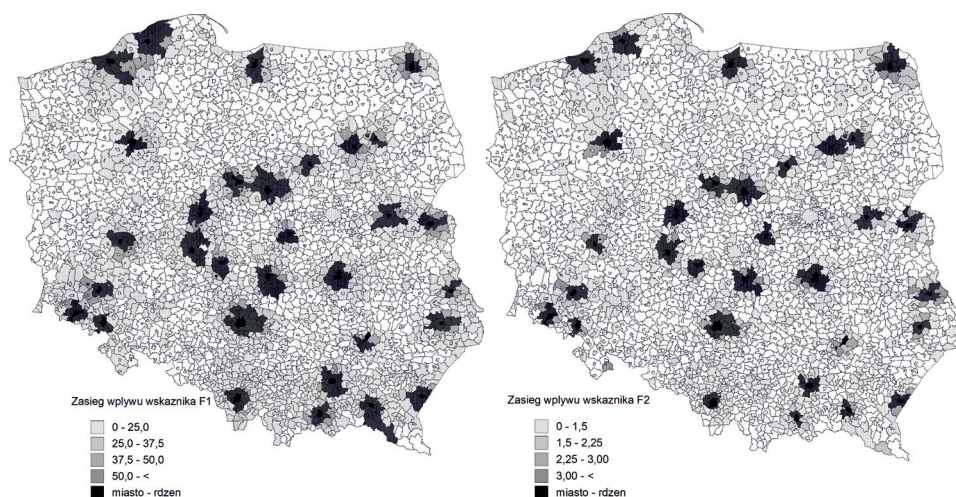 Zasieg wplywu wskaznika F1
0 - 25,0
25,0 - 37,5
37,5 - 50,0
50,0 - <
miasto - rdzen
Zasieg wplywu wskaznika F2
0 - 1,5
1,5 - 2,25
2,25 - 3,00
3,00 - <
miasto - rdzen